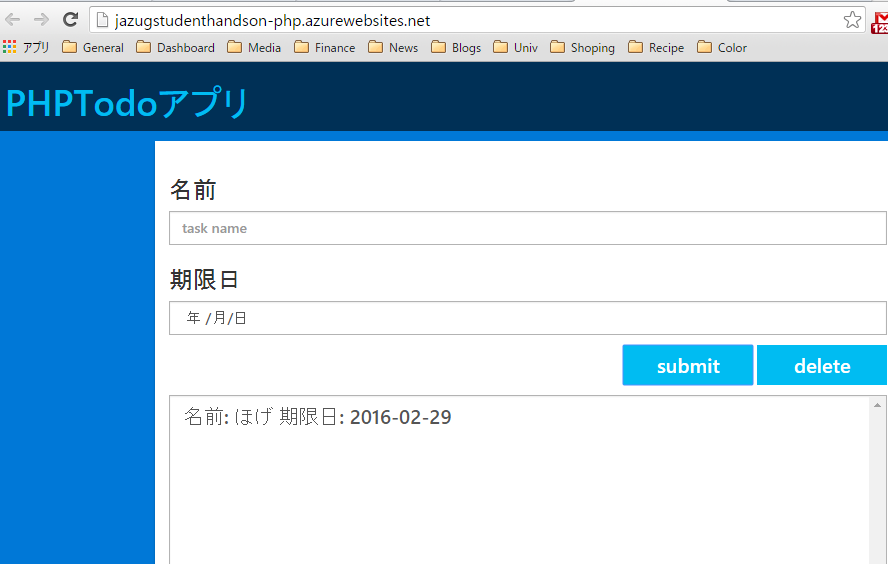 jazugstudenthandson-php.azurewebsites.net
アプリ General Dashboard Media Finance News Blogs Univ Shoping Recipe Color
PHPTodoアプリ
名前
task name
期限日
年 /月/日
submit delete
名前: ほげ 期限日: 2016-02-29